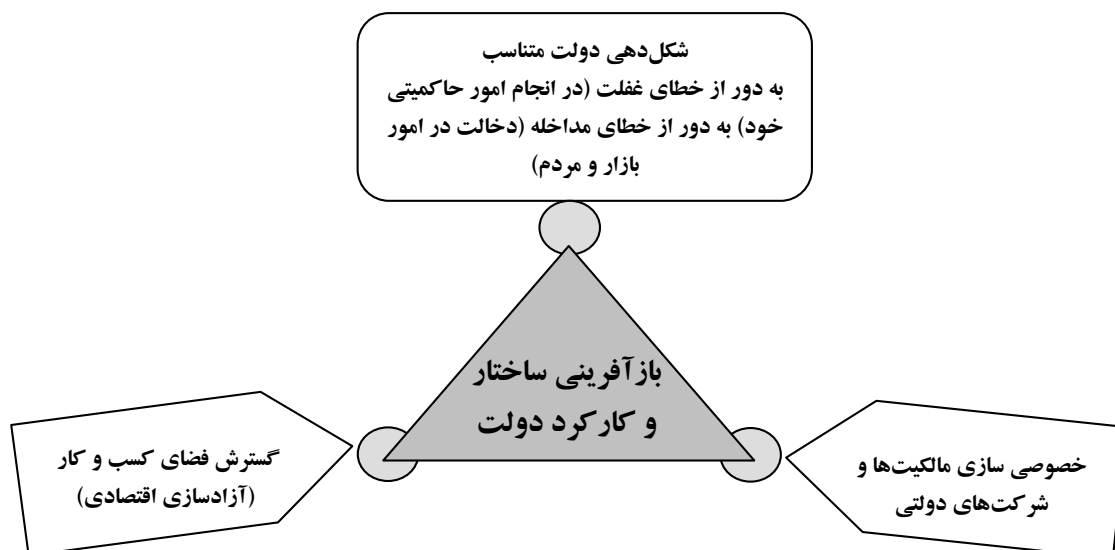 شکل‌دهی دولت متناسب
به دور از خطای غفلت (در انجام امور حاکمیتی
خود) به دور از خطای مداخله (دخالت در امور
بازار و مردم)
بازآفرینی ساختار
و کارکرد دولت
خصوصی سازی مالکیت‌ها و
شرکت‌های دولتی
گسترش فضای کسب و کار
(آزادسازی اقتصادی)